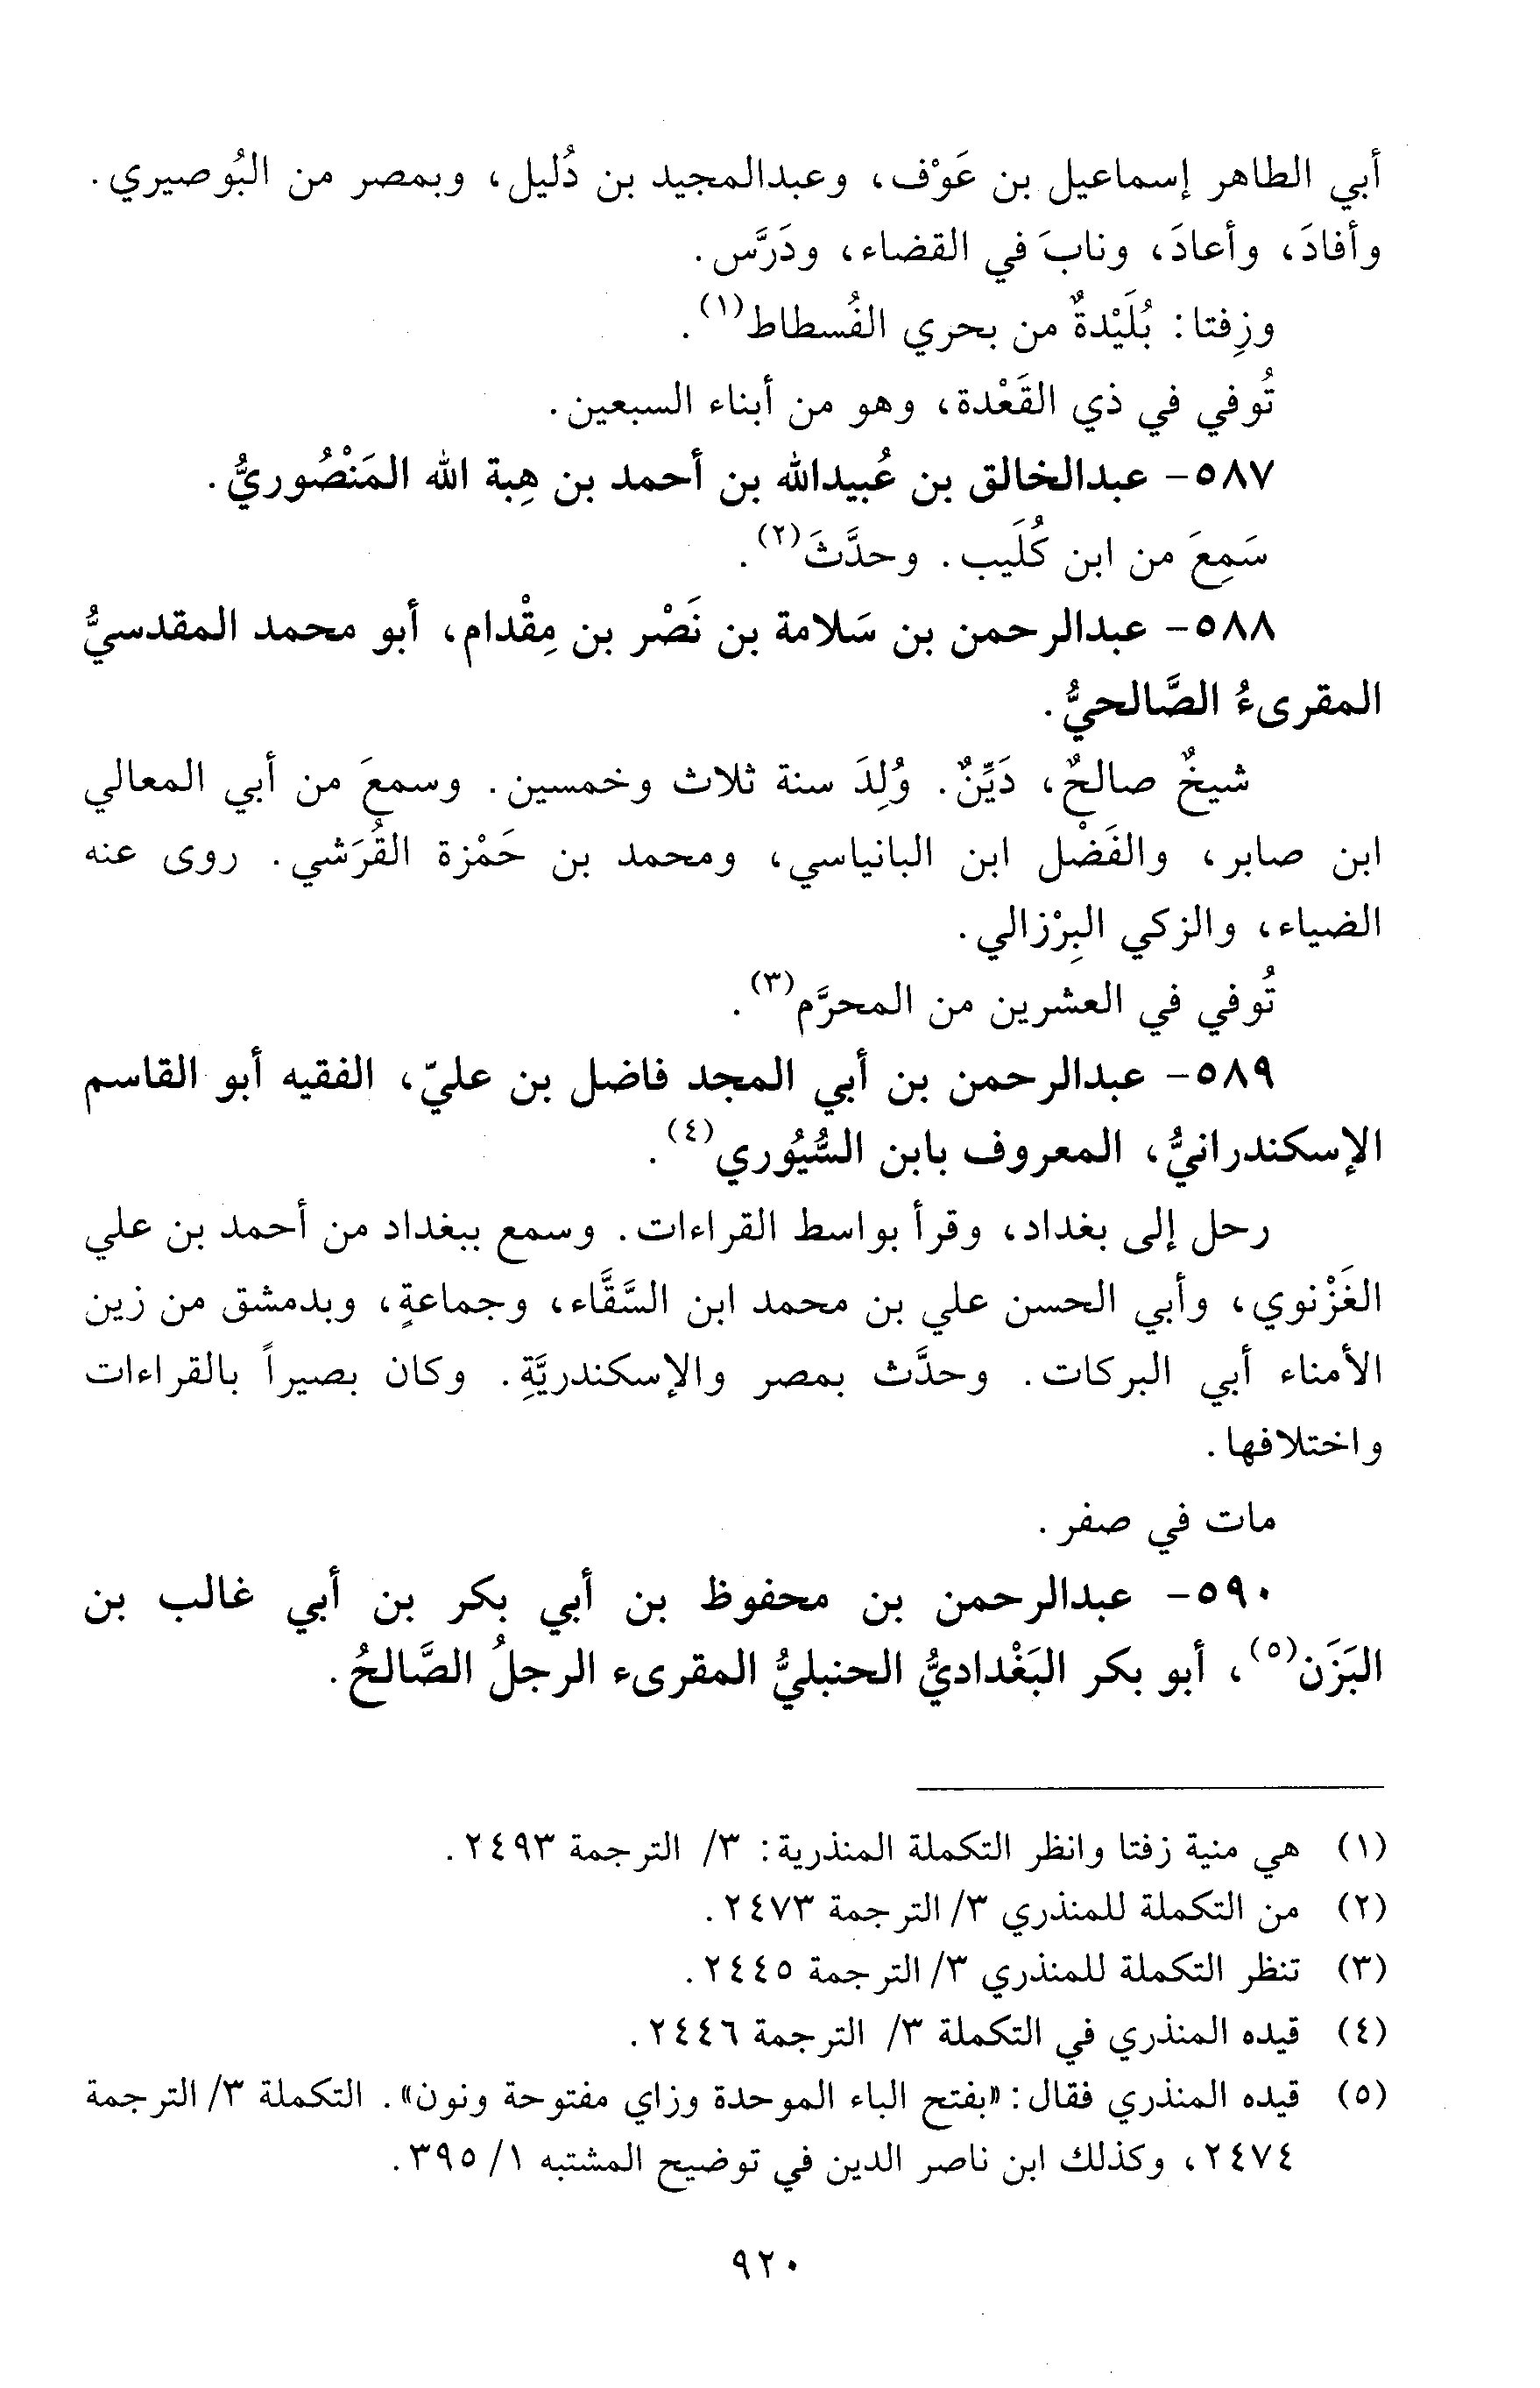 أبي الطاهر إسماعيل بن عَوْف، وعبدالمجيد بن دُليل، وبمصر من البُوصيري.
وأفادَ، وأعادَ، ونابَ في القضاء، ودَرَّس.
وزِفتا: بُلَيْدةٌ من بحري الفُسطاط(١).
تُوفي في ذي القَعْدة، وهو من أبناء السبعين.
٥٨٧- عبدالخالق بن عُبيدالله بن أحمد بن هِبة الله المَنْصُوريُّ.
سَمِعَ من ابن كُلَيب. وحدَّثَ(٢).
٥٨٨- عبدالرحمن بن سَلامة بن نَصْر بن مِقْدام، أبو محمد المقدسيُّ
المقرىءُ الصَّالحيُّ.
شيخٌ صالحٌ، دَيِّنٌ. وُلِدَ سنة ثلاث وخمسين. وسمعَ من أبي المعالي
ابن صابر، والفَضْل ابن البانياسي، ومحمد بن حَمْزة القُرَشي. روى عنه
الضياء، والزكي البِرْزالي.
تُوفي في العشرين من المحرَّم(٣).
٥٨٩- عبدالرحمن بن أبي المجد فاضل بن عليّ، الفقيه أبو القاسم
الإسكندرانيُّ، المعروف بابن السُّيُوري(٤).
رحل إلى بغداد، وقرأ بواسط القراءات. وسمع ببغداد من أحمد بن علي
الغَزْنوي، وأبي الحسن علي بن محمد ابن السَّقَّاء، وجماعةٍ، وبدمشق من زين
الأمناء أبي البركات. وحدَّث بمصر والإسكندريَّةِ. وكان بصيراً بالقراءات
واختلافها.
مات في صفر.
٥٩٠- عبدالرحمن بن محفوظ بن أبي بكر بن أبي غالب بن
البَزَن(٥)، أبو بكر البَغْداديُّ الحنبليُّ المقرىء الرجلُ الصَّالحُ.
(١) هي منية زفتا وانظر التكملة المنذرية: ٣/ الترجمة ٢٤٩٣.
(٢) من التكملة للمنذري ٣/ الترجمة ٢٤٧٣.
(٣) تنظر التكملة للمنذري ٣/ الترجمة ٢٤٤٥.
(٤) قيده المنذري في التكملة ٣/ الترجمة ٢٤٤٦.
(٥) قيده المنذري فقال: «بفتح الباء الموحدة وزاي مفتوحة ونون». التكملة ٣/ الترجمة
٢٤٧٤، وكذلك ابن ناصر الدين في توضيح المشتبه ١/ ٣٩٥.
٩٢٠